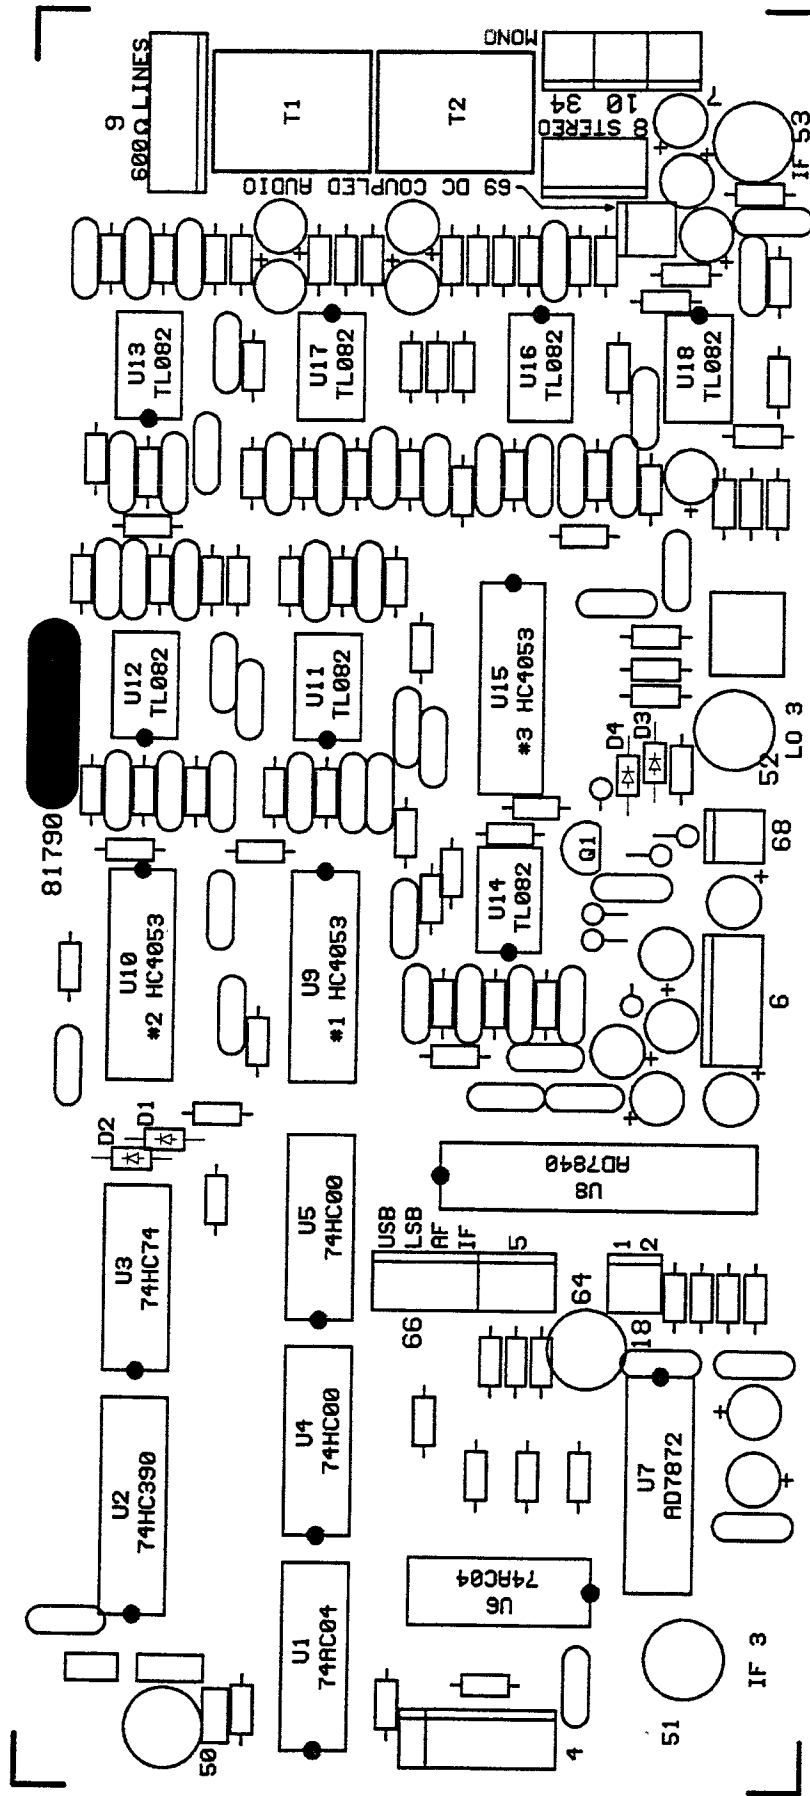 9
600Ω LINES
T1
T2
MONO
34
10
7
8 STEREO
IF 53
69 DC COUPLED AUDIO
U13
TL082
U17
TL082
U16
TL082
U18
TL082
U12
TL082
U11
TL082
U15
#3 HC4053
D4
D3
52
LO 3
81790
Q1
68
U14
TL082
U10
#2 HC4053
U9
#1 HC4053
6
D2
D1
U8
AD7840
U3
74HC74
U5
74HC00
USB
LSB
AF
IF
5
66
64
1
2
18
U2
74HC390
U4
74HC00
U7
AD7872
U6
74AC04
U1
74AC04
50
4
51
IF 3